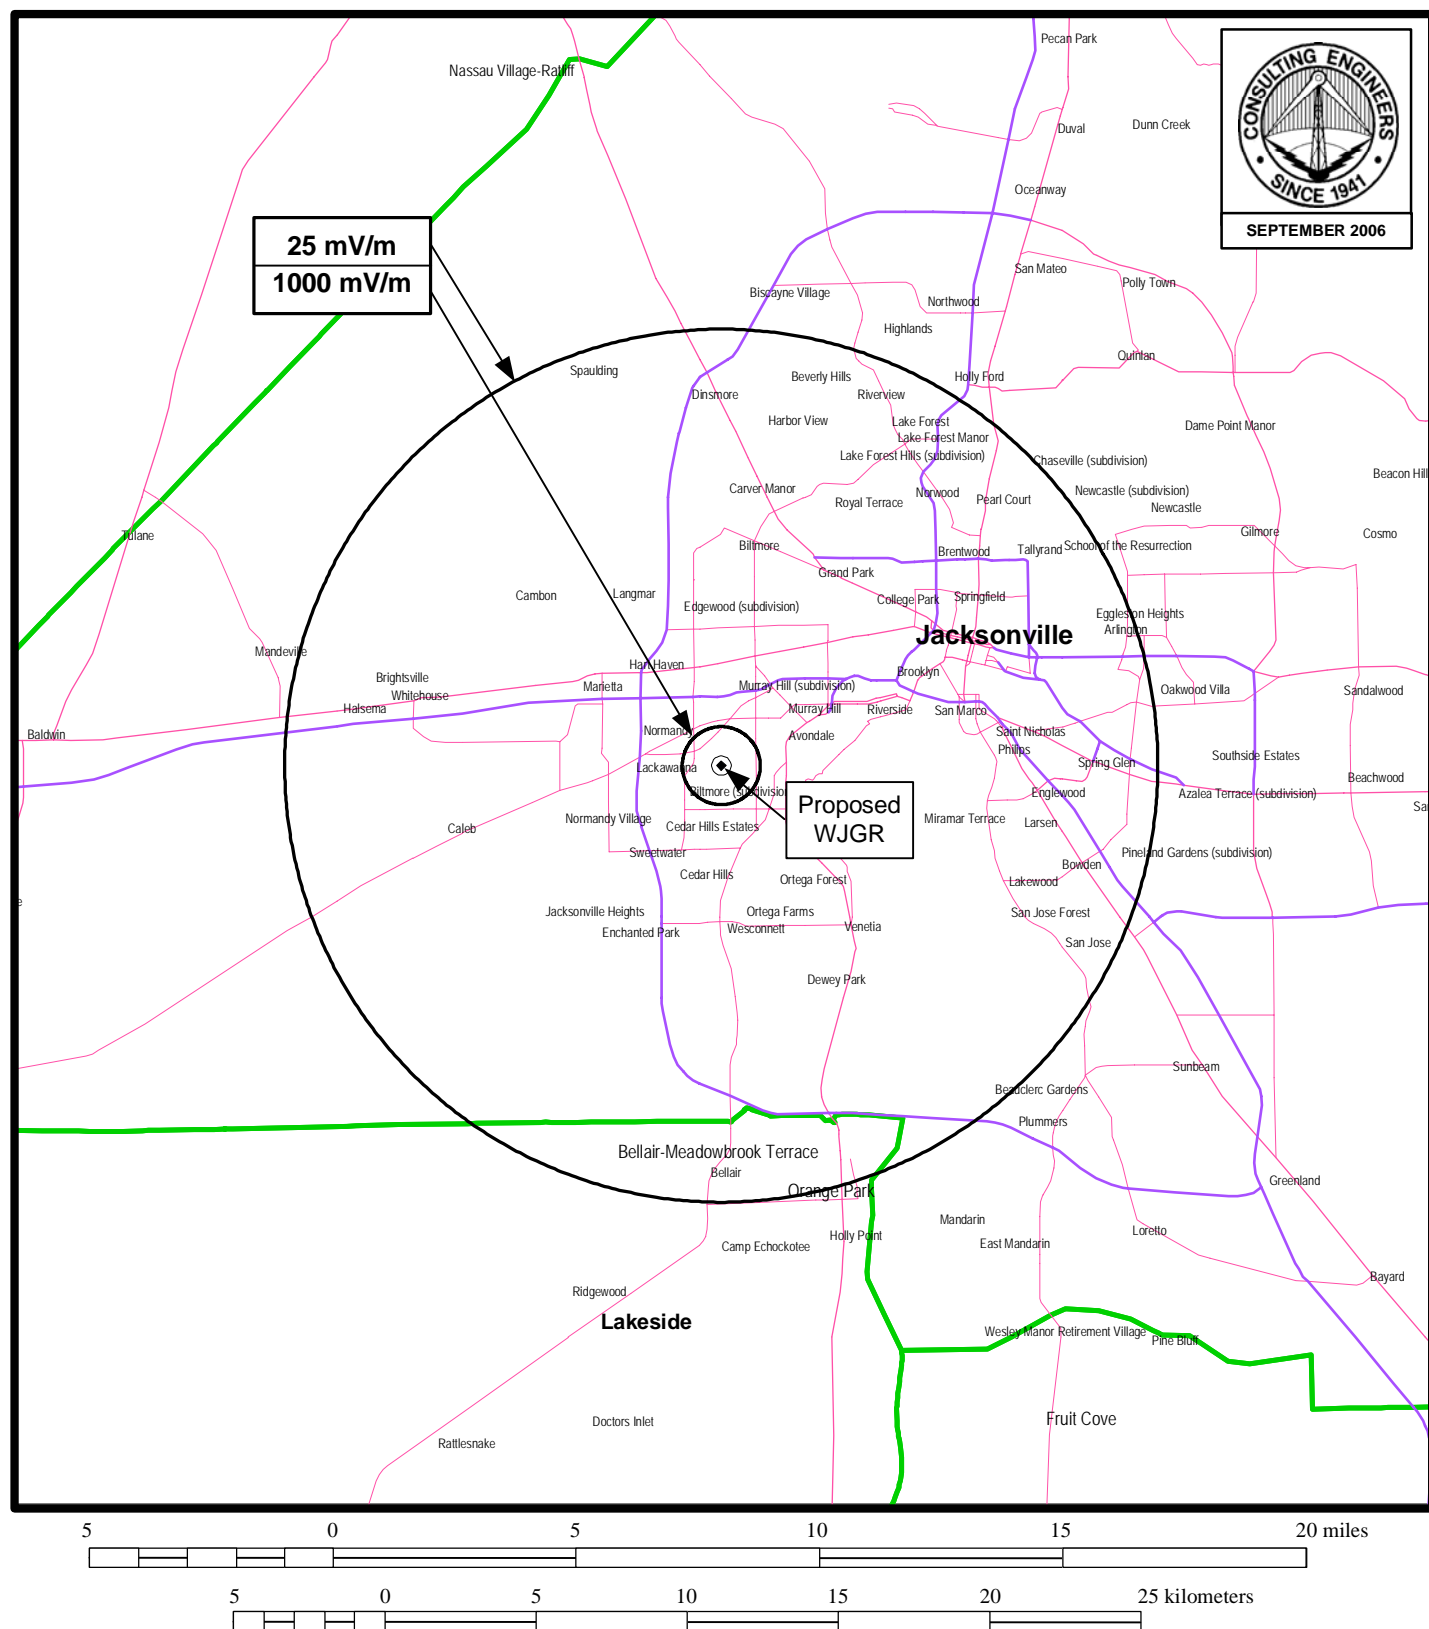 Pecan Park
CONSULTING ENGINEERS
• SINCE 1941 •
SEPTEMBER 2006
Nassau Village-Ratliff
Duval
Dunn Creek
Oceanway
25 mV/m
1000 mV/m
San Mateo
Polly Town
Biscayne Village
Northwood
Highlands
Quinlan
Spaulding
Beverly Hills
Holly Ford
Dinsmore
Riverview
Harbor View
Lake Forest
Dame Point Manor
Lake Forest Manor
Lake Forest Hills (subdivision)
Chaseville (subdivision)
Beacon Hill
Carver Manor
Norwood
Newcastle (subdivision)
Royal Terrace
Pearl Court
Newcastle
Tulane
Gilmore
Cosmo
Biltmore
Brentwood
Tallyrand
School of the Resurrection
Grand Park
Cambon
Langmar
College Park
Springfield
Edgewood (subdivision)
Eggleston Heights
Arlington
Jacksonville
Mandeville
Hart Haven
Brooklyn
Brightsville
Marietta
Murray Hill (subdivision)
Oakwood Villa
Sandalwood
Whitehouse
Halsema
Murray Hill
Riverside
San Marco
Baldwin
Normandy
Avondale
Saint Nicholas
Philips
Southside Estates
Lackawanna
Spring Glen
Beachwood
Biltmore (subdivision
Englewood
Azalea Terrace (subdivision)
Sau
Proposed
WJGR
Normandy Village
Cedar Hills Estates
Miramar Terrace
Larsen
Caleb
Sweetwater
Pineland Gardens (subdivision)
Bowden
Cedar Hills
Ortega Forest
Lakewood
e
Jacksonville Heights
Ortega Farms
San Jose Forest
Enchanted Park
Wesconnett
Venetia
San Jose
Dewey Park
Sunbeam
Beauclerc Gardens
Plummers
Bellair-Meadowbrook Terrace
Bellair
Orange Park
Greenland
Mandarin
Loretto
Holly Point
East Mandarin
Camp Echockotee
Bayard
Ridgewood
Lakeside
Wesley Manor Retirement Village
Pine Bluff
Fruit Cove
Doctors Inlet
Rattlesnake
5 0 5 10 15 20 miles
5 0 5 10 15 20 25 kilometers